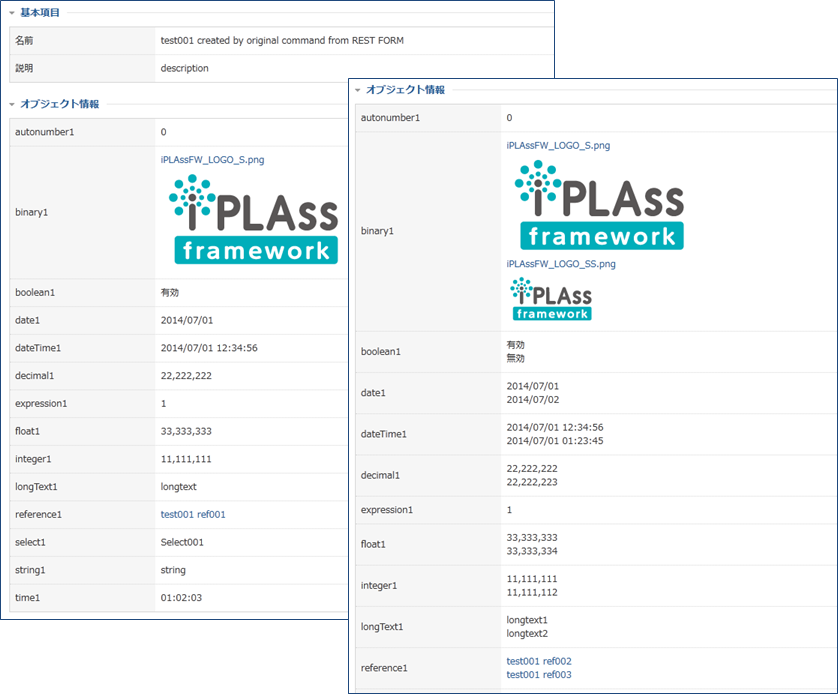 基本項目
名前 test001 created by original command from REST FORM
説明 description
オブジェクト情報
autonumber1 0
binary1
iPLAssFW_LOGO_S.png
iPLAss
framework
boolean1 有効
date1 2014/07/01
dateTime1 2014/07/01 12:34:56
decimal1 22,222,222
expression1 1
float1 33,333,333
integer1 11,111,111
longText1 longtext
reference1 test001 ref001
select1 Select001
string1 string
time1 01:02:03
オブジェクト情報
autonumber1 0
binary1
iPLAssFW_LOGO_S.png
iPLAss
framework
iPLAssFW_LOGO_SS.png
iPLAss
framework
boolean1
有効
無効
date1
2014/07/01
2014/07/02
dateTime1
2014/07/01 12:34:56
2014/07/01 01:23:45
decimal1
22,222,222
22,222,223
expression1 1
float1
33,333,333
33,333,334
integer1
11,111,111
11,111,112
longText1
longtext1
longtext2
reference1
test001 ref002
test001 ref003